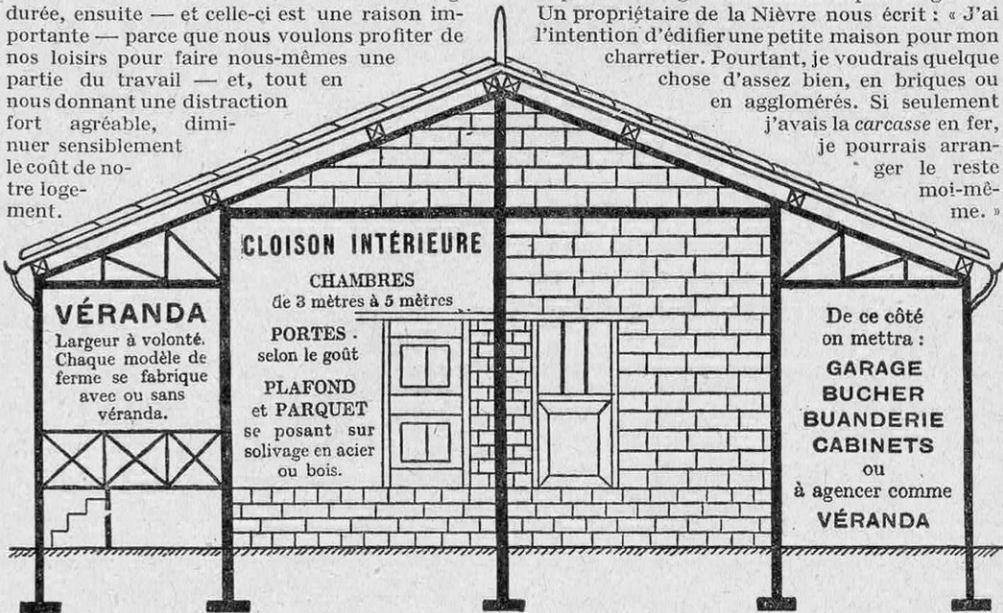 durée, ensuite — et celle-çi est une raison im-
portante — parce que nous voulons profiter de
nos loisirs pour faire nous-mêmes une
partie du travail — et, tout en
nous donnant une distraction
fort agréable, dimi-
nuer sensiblement
le coût de no-
tre loge-
ment.
Un propriétaire de la Nièvre nous écrit : « J'ai
l'intention d'édifier une petite maison pour mon
charretier. Pourtant, je voudrais quelque
chose d'assez bien, en briques ou
en agglomérés. Si seulement
j'avais la carcasse en fer,
je pourrais arran-
ger le reste
moi-mê-
me. »
VÉRANDA
Largeur à volonté.
Chaque modèle de
ferme se fabrique
avec ou sans
véranda.
CLOISON INTÉRIEURE
CHAMBRES
de 3 mètres à 5 mètres
PORTES .
selon le goût
PLAFOND
et PARQUET
se posant sur
solivage en acier
ou bois.
De ce côté
on mettra :
GARAGE
BUCHER
BUANDERIE
CABINETS
ou
à agencer comme
VÉRANDA